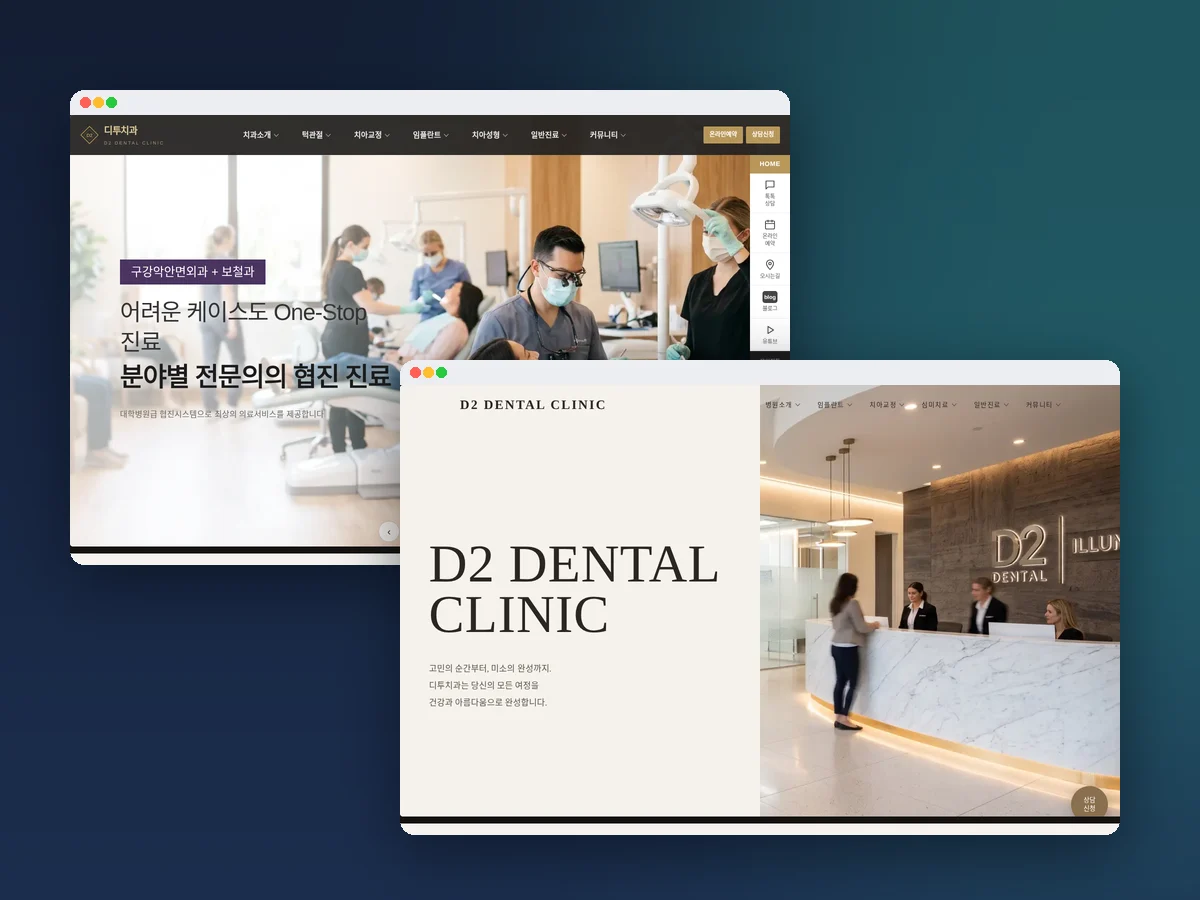 디투치과
D2 DENTAL CLINIC
치과소개
턱관절
치아교정
임플란트
치아성형
일반진료
커뮤니티
온라인예약
상담신청
HOME
톡톡
상담
온라인
예약
오시는길
blog
블로그
유튜브
구강악안면외과 + 보철과
어려운 케이스도 One-Stop
진료
분야별 전문의의 협진 진료
대학병원급 협진시스템으로 최상의 의료서비스를 제공합니다
D2 DENTAL CLINIC
병원소개
임플란트
치아교정
심미치료
일반진료
커뮤니티
D2 DENTAL
CLINIC
고민의 순간부터, 미소의 완성까지.
디투치과는 당신의 모든 여정을
건강과 아름다움으로 완성합니다.
D2
DENTAL
ILLUM
상담
신청